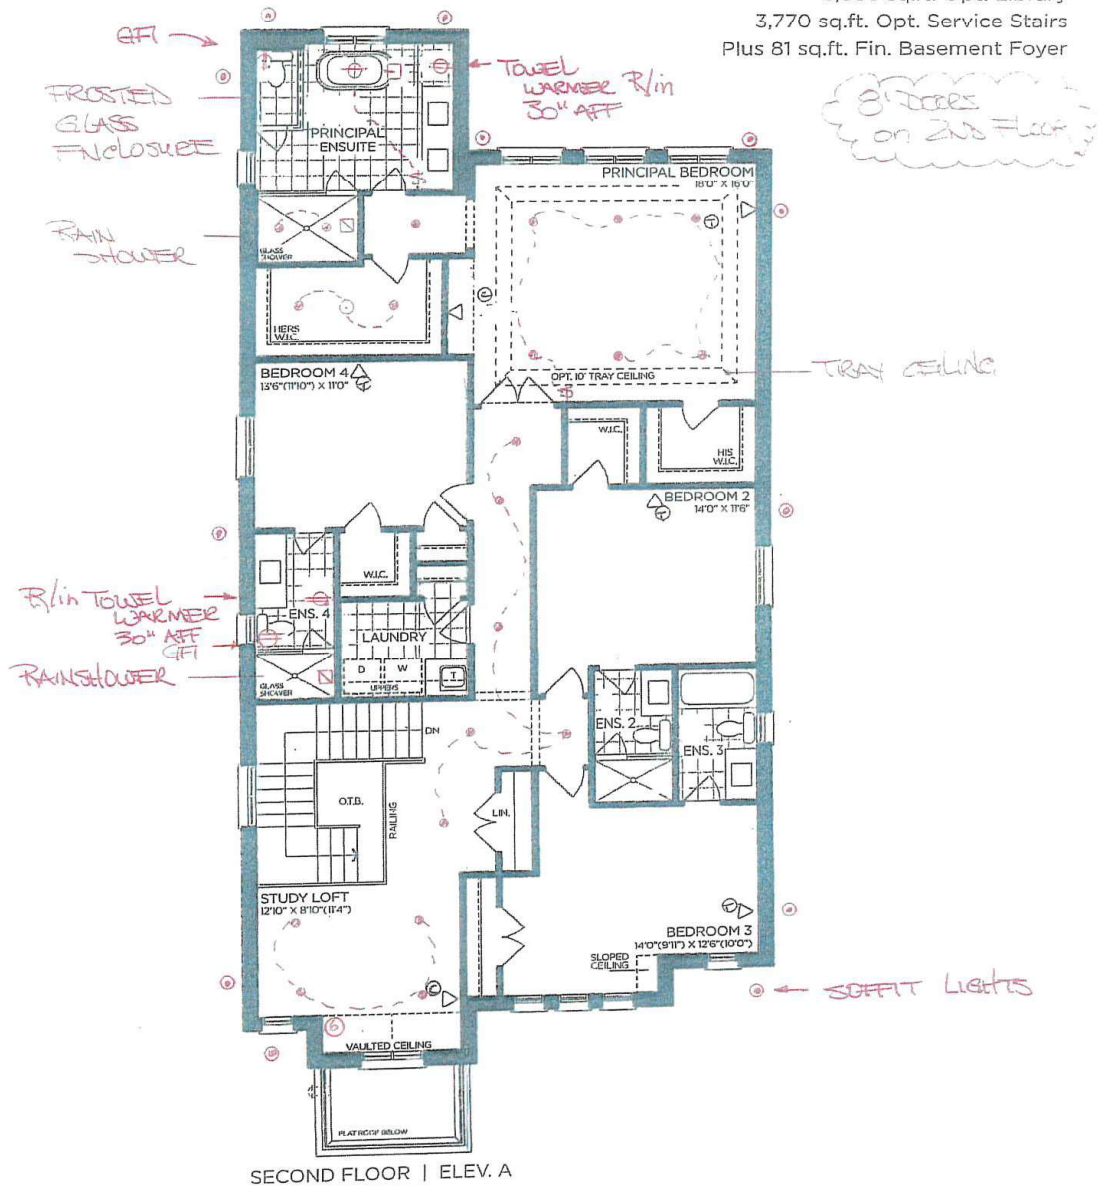 3,770 sq.ft. Opt. Service Stairs
Plus 81 sq.ft. Fin. Basement Foyer
8' DOORS
on 2ND FLOOR
GFI
FROSTED
GLASS
ENCLOSURE
TOWEL
WARMER R/in
30" AFF
PRINCIPAL
ENSUITE
PRINCIPAL BEDROOM
18'0" X 16'0"
RAIN
SHOWER
GLASS
SHOWER
HERS
W.I.C.
BEDROOM 4
13'6"(11'10") X 11'0"
OPT. 10' TRAY CEILING
TRAY CEILING
W.I.C.
HIS
W.I.C.
BEDROOM 2
14'0" X 11'6"
W.I.C.
R/in TOWEL
WARMER
30" AFF
GFI
ENS. 4
LAUNDRY
D
W
UPPERS
T
RAINSHOWER
GLASS
SHOWER
DN
ENS. 2
ENS. 3
O.T.B.
RAILING
LIN.
STUDY LOFT
12'10" X 8'10"(11'4")
BEDROOM 3
14'0"(9'11") X 12'6"(10'0")
SLOPED
CEILING
SOFFIT LIGHTS
6
VAULTED CEILING
FLAT ROOF BELOW
SECOND FLOOR | ELEV. A